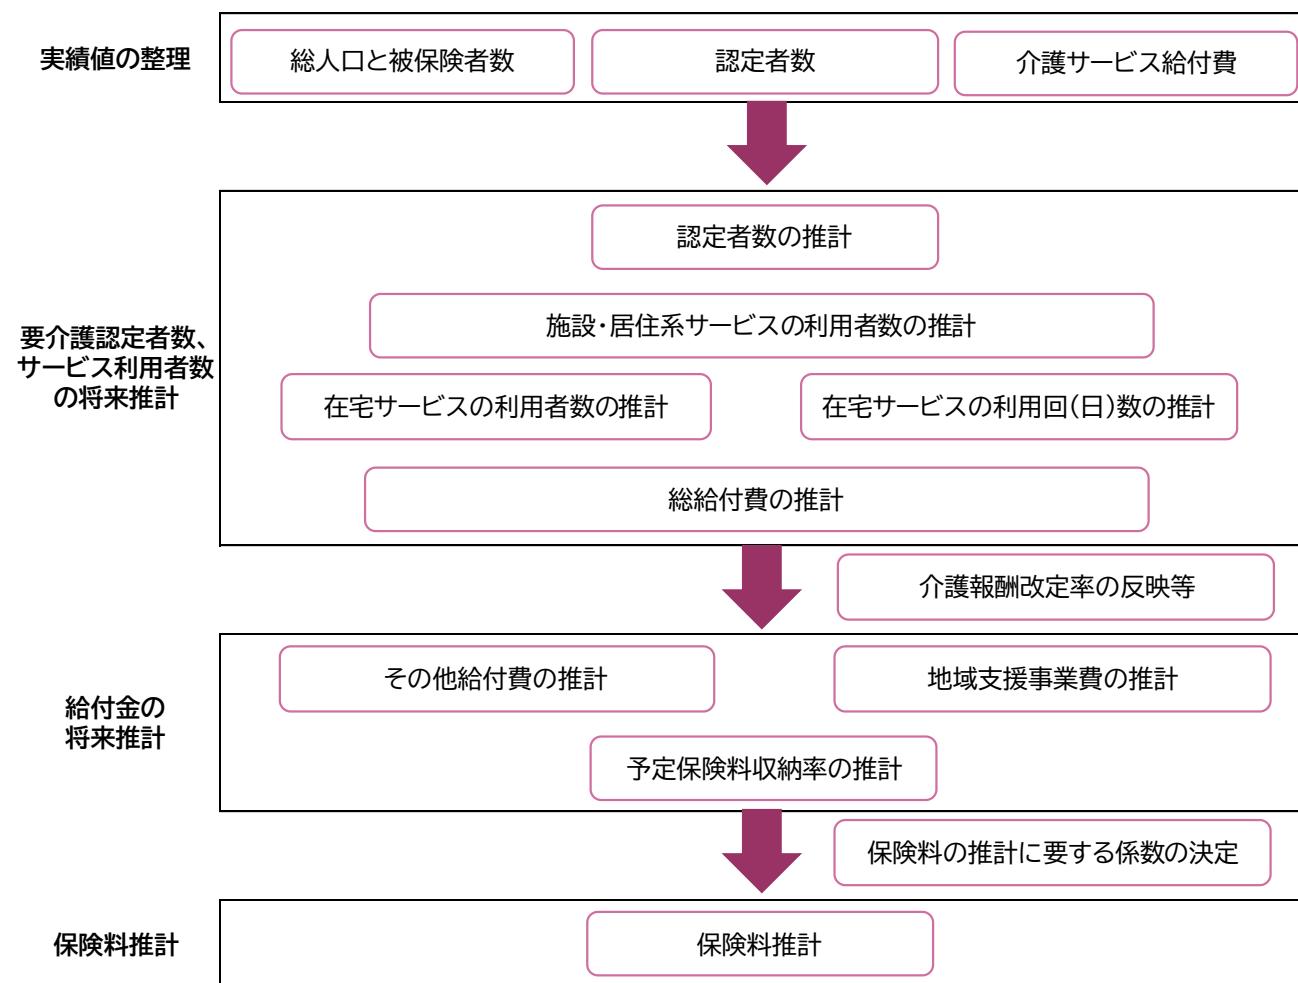 実績値の整理
総人口と被保険者数
認定者数
介護サービス給付費
要介護認定者数、
サービス利用者数
の将来推計
認定者数の推計
施設・居住系サービスの利用者数の推計
在宅サービスの利用者数の推計
在宅サービスの利用回(日)数の推計
総給付費の推計
介護報酬改定率の反映等
給付金の
将来推計
その他給付費の推計
地域支援事業費の推計
予定保険料収納率の推計
保険料の推計に要する係数の決定
保険料推計
保険料推計